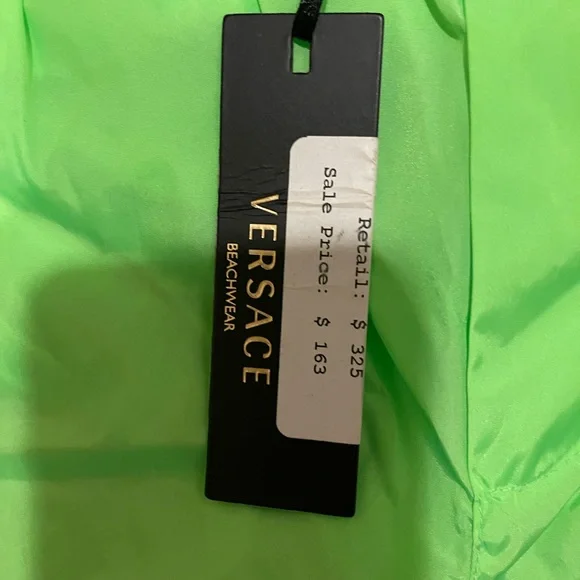 Retail: $ 325
Sale Price: $ 163
VERSACE
BEACHWEAR